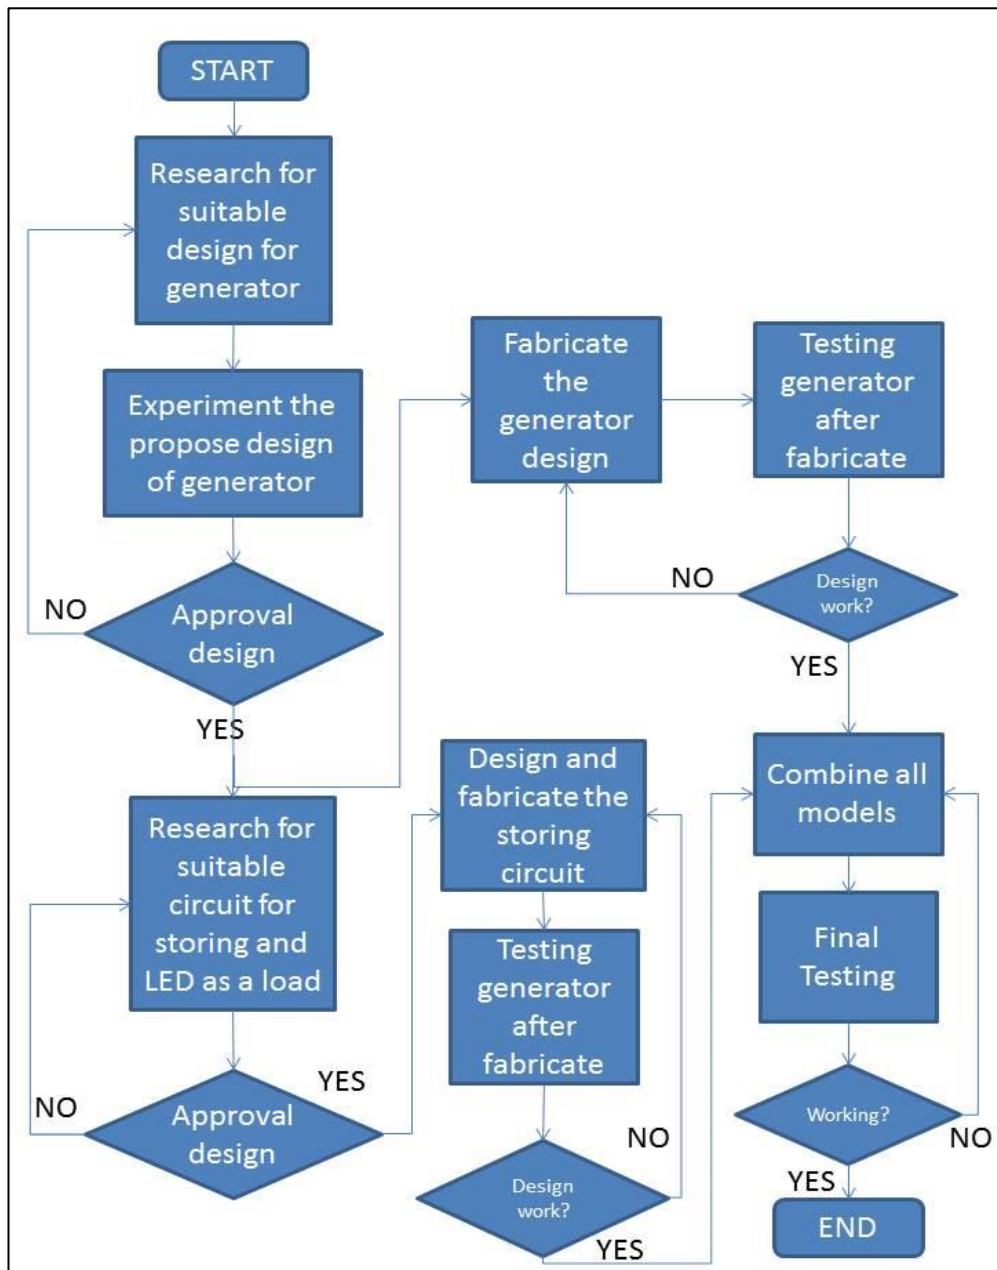 START
Research for
suitable
design for
generator
Experiment the
propose design
of generator
NO
Approval
design
YES
Research for
suitable
circuit for
storing and
LED as a load
NO
Approval
design
YES
Fabricate
the
generator
design
Testing
generator
after
fabricate
NO
Design
work?
YES
Design and
fabricate the
storing
circuit
Testing
generator
after
fabricate
NO
Design
work?
YES
Combine all
models
Final
Testing
Working?
NO
YES
END